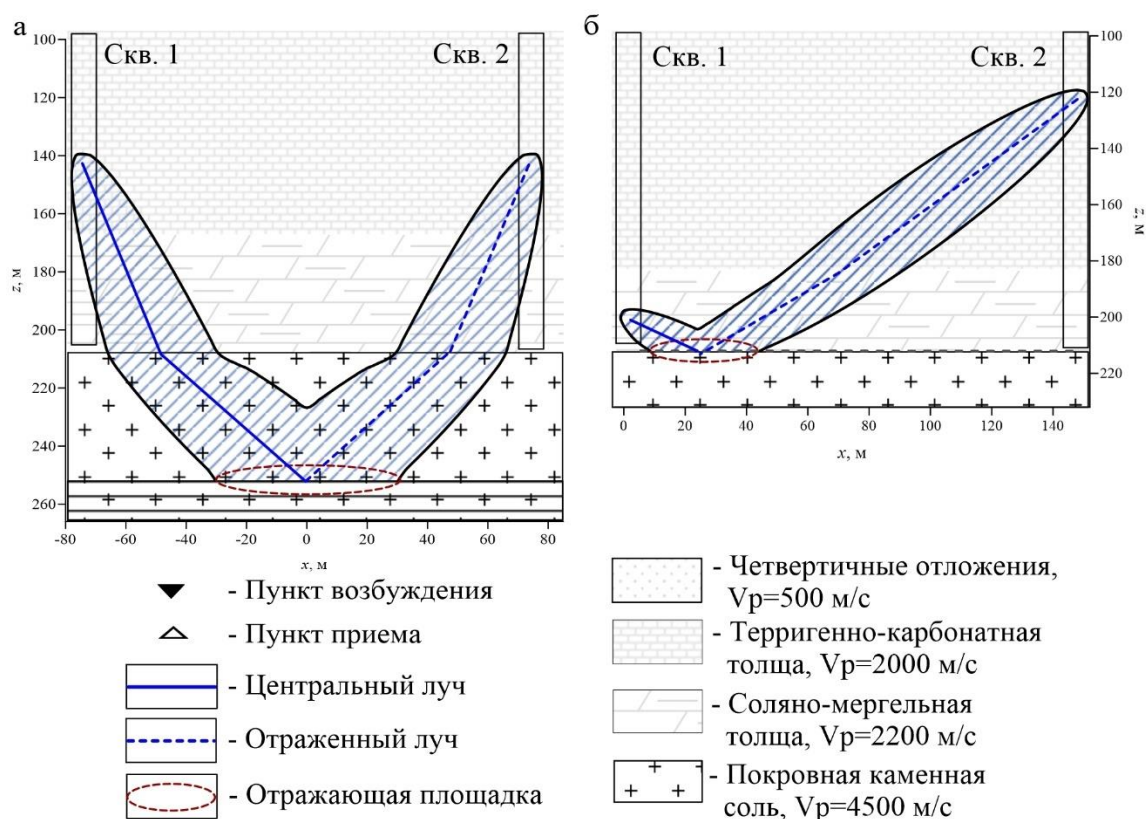 а
Скв. 1
Скв. 2
100
120
140
160
180
200
220
240
260
z, м
-80
-60
-40
-20
0
20
40
60
80
x, м
б
Скв. 1
Скв. 2
100
120
140
160
180
200
220
z, м
0
20
40
60
80
100
120
140
x, м
- Пункт возбуждения
- Пункт приема
- Центральный луч
- Отраженный луч
- Отражающая площадка
- Четвертичные отложения,
Vp=500 м/с
- Терригенно-карбонатная
толща, Vp=2000 м/с
- Соляно-мергельная
толща, Vp=2200 м/с
- Покровная каменная
соль, Vp=4500 м/с